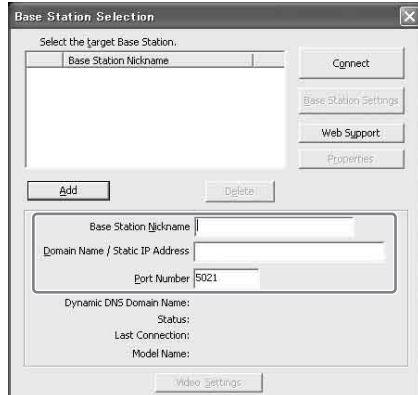 Base Station Selection
Select the target Base Station.
Base Station Nickname
Connect
Base Station Settings
Web Support
Properties
Add
Delete
Base Station Nickname
Domain Name / Static IP Address
Port Number 5021
Dynamic DNS Domain Name:
Status:
Last Connection:
Model Name:
Video Settings